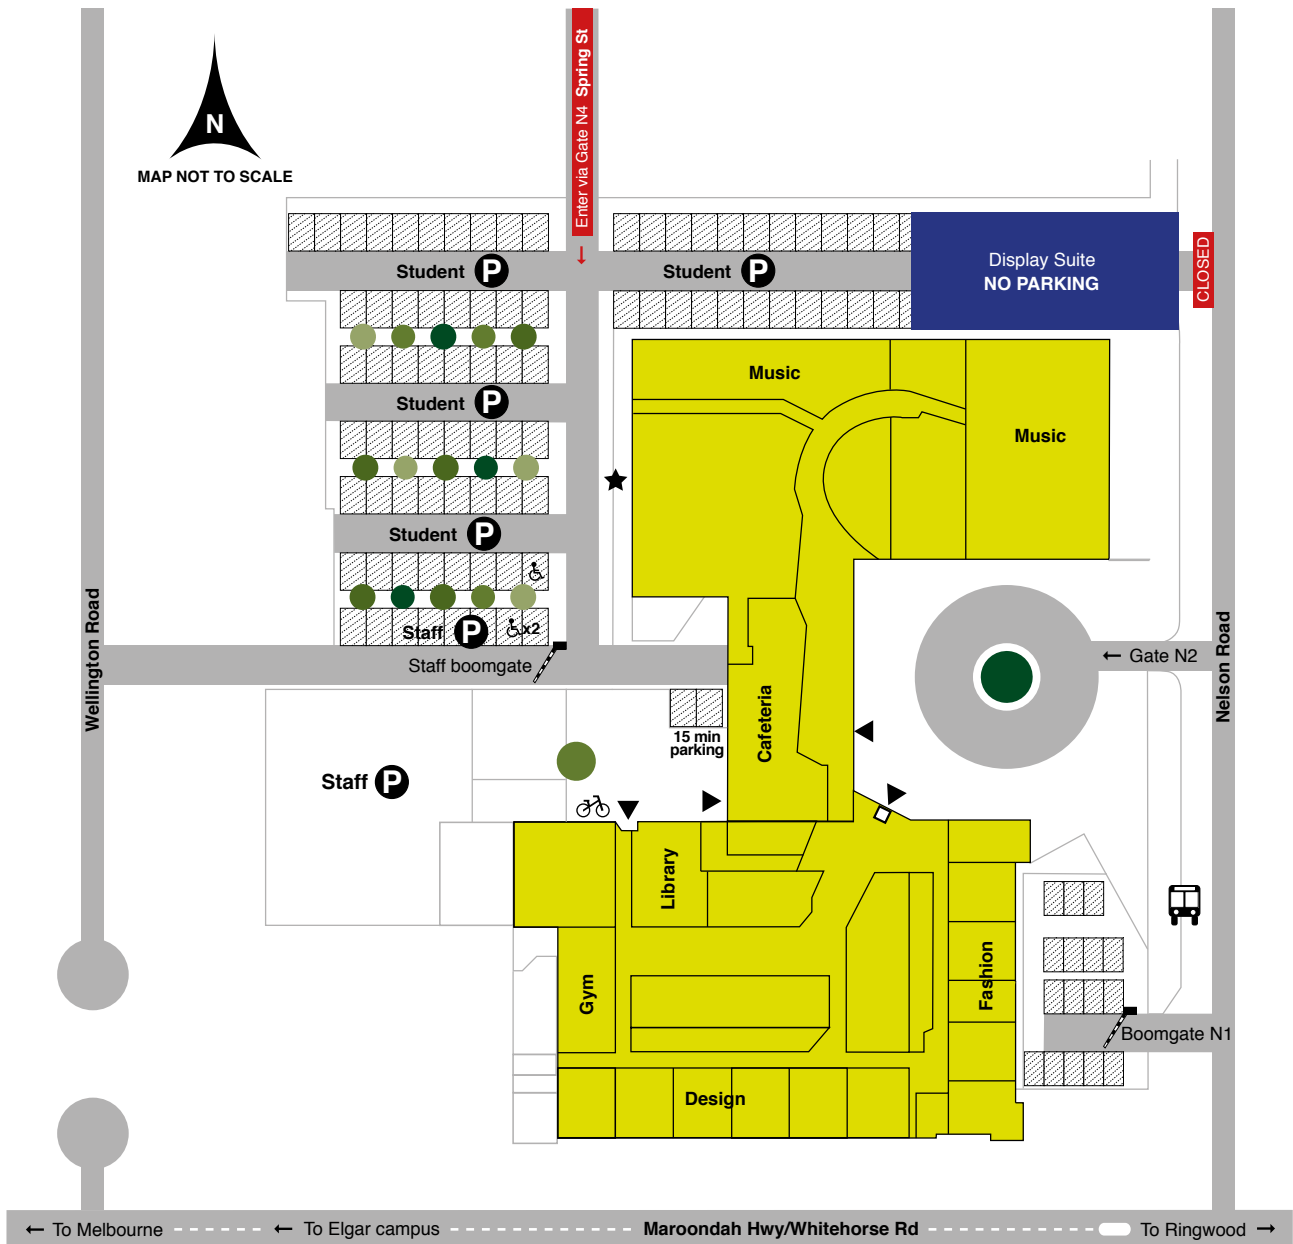 Enter via Gate N4 Spring St
N
MAP NOT TO SCALE
Student P
Student P
Display Suite
NO PARKING
CLOSED
Music
Student P
Music
Student P
Staff P
x2
Staff boomgate
Gate N2
Wellington Road
Nelson Road
Cafeteria
15 min
parking
Staff P
Library
Fashion
Gym
Boomgate N1
Design
← To Melbourne
← To Elgar campus
Maroondah Hwy/Whitehorse Rd
To Ringwood →